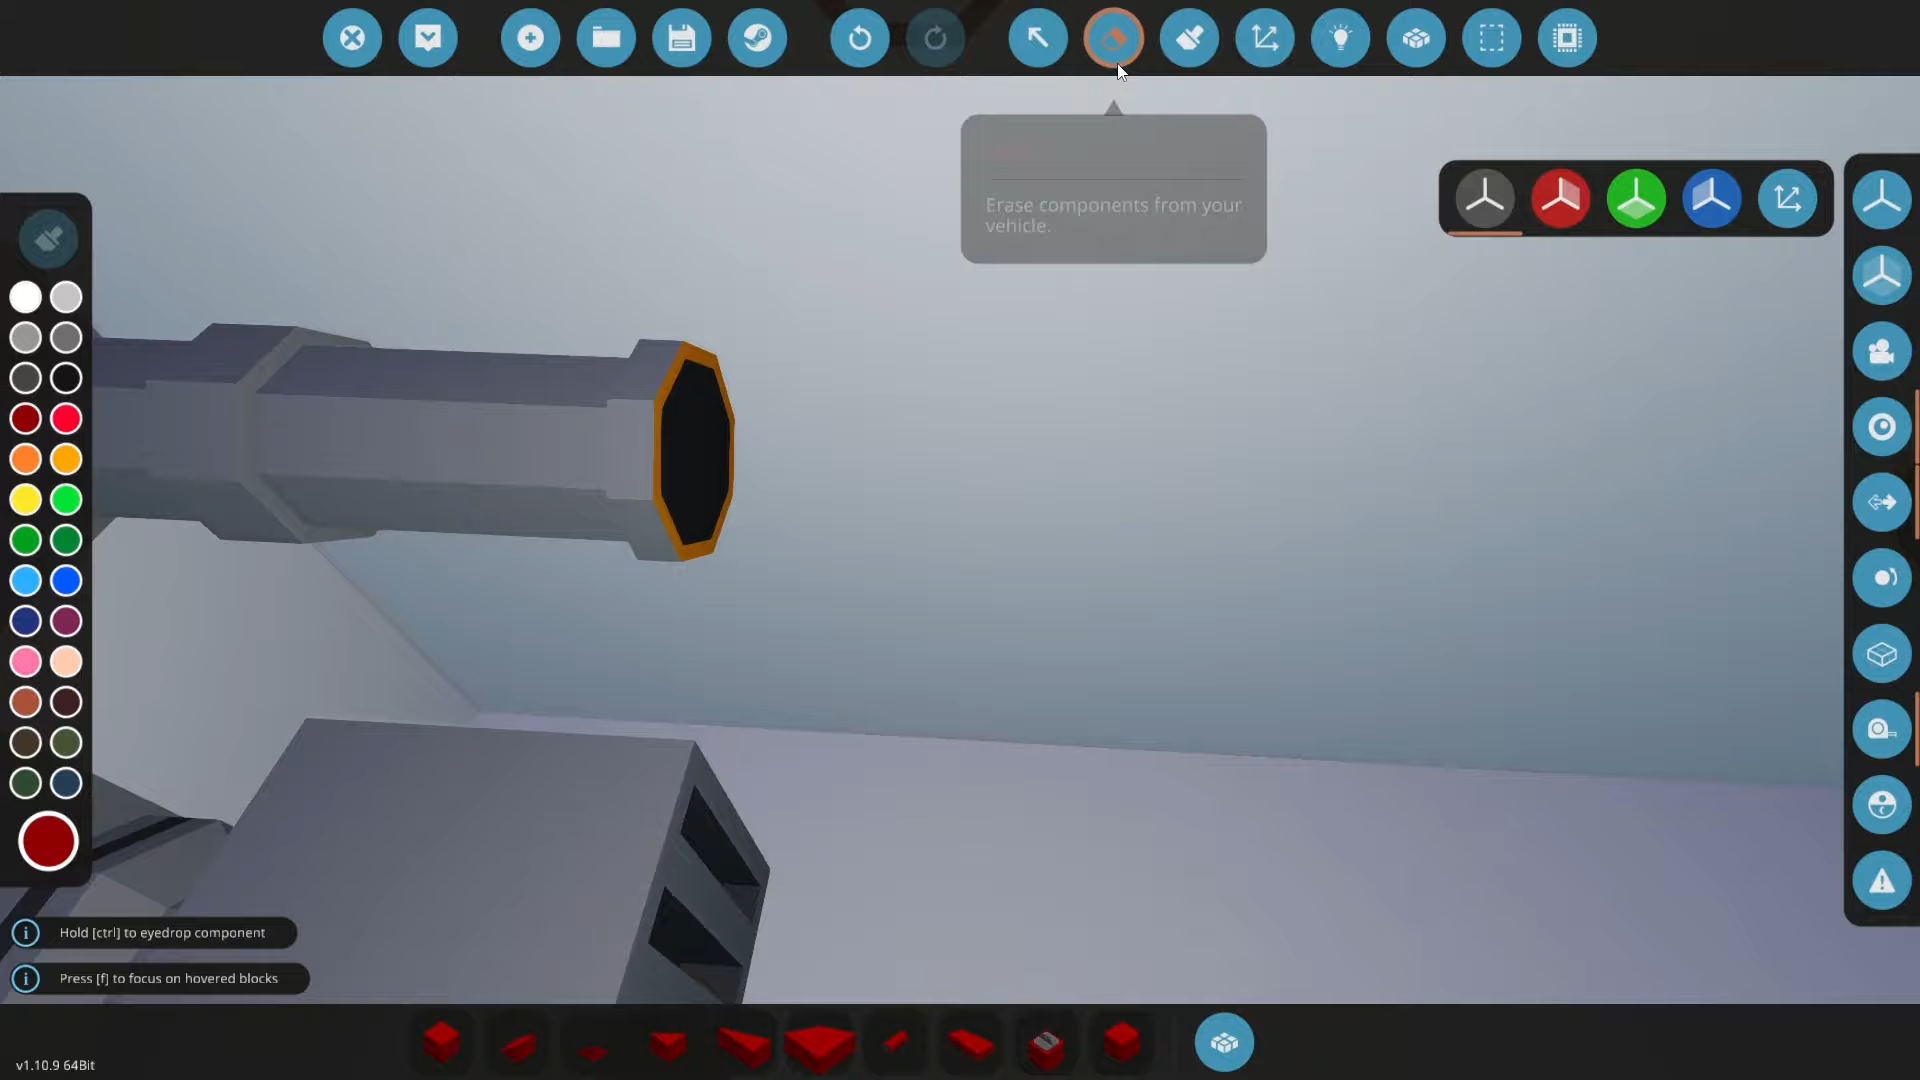 Erase components from your
vehicle.
Hold [ctrl] to eyedrop component
Press [f] to focus on hovered blocks
v1.10.9 64Bit